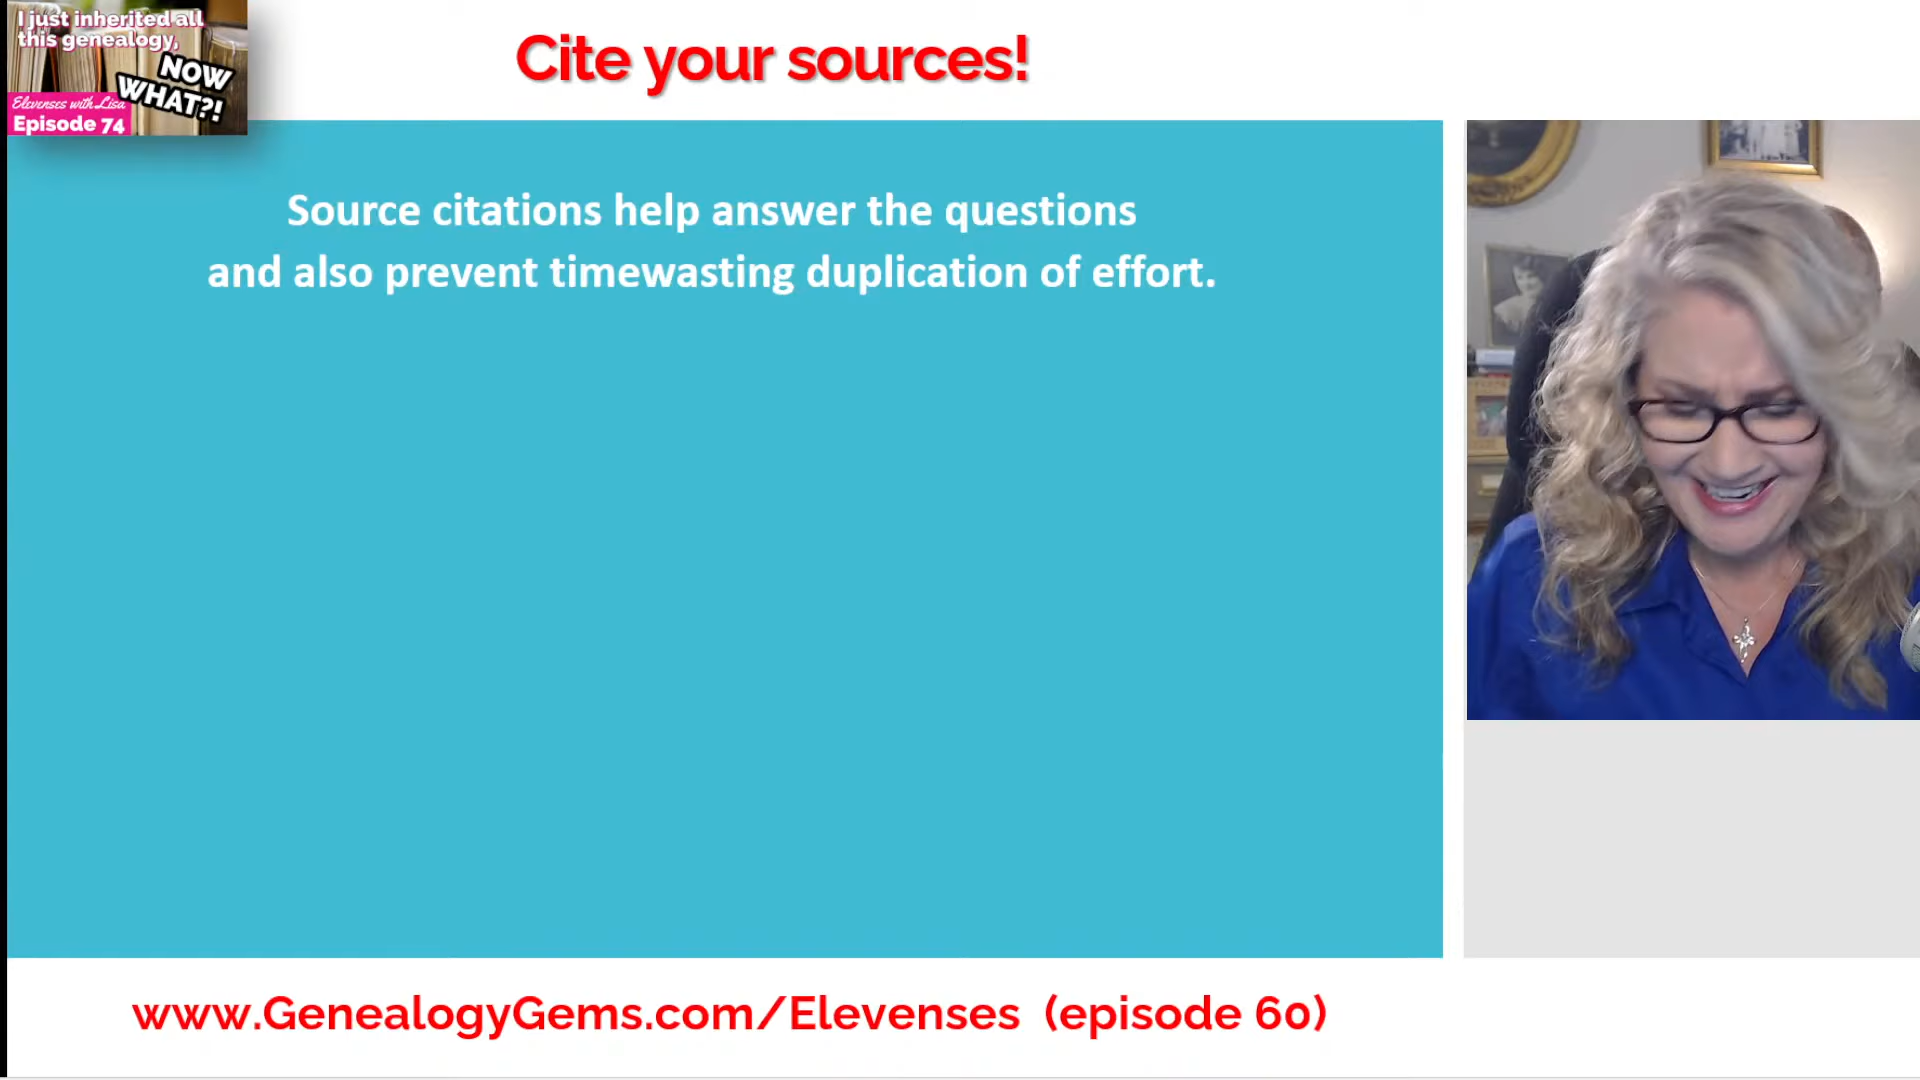 I just inherited all
this genealogy,
NOW
WHAT?!
Elevenses with Lisa
Episode 74
Cite your sources!
Source citations help answer the questions
and also prevent timewasting duplication of effort.
www.GenealogyGems.com/Elevenses (episode 60)